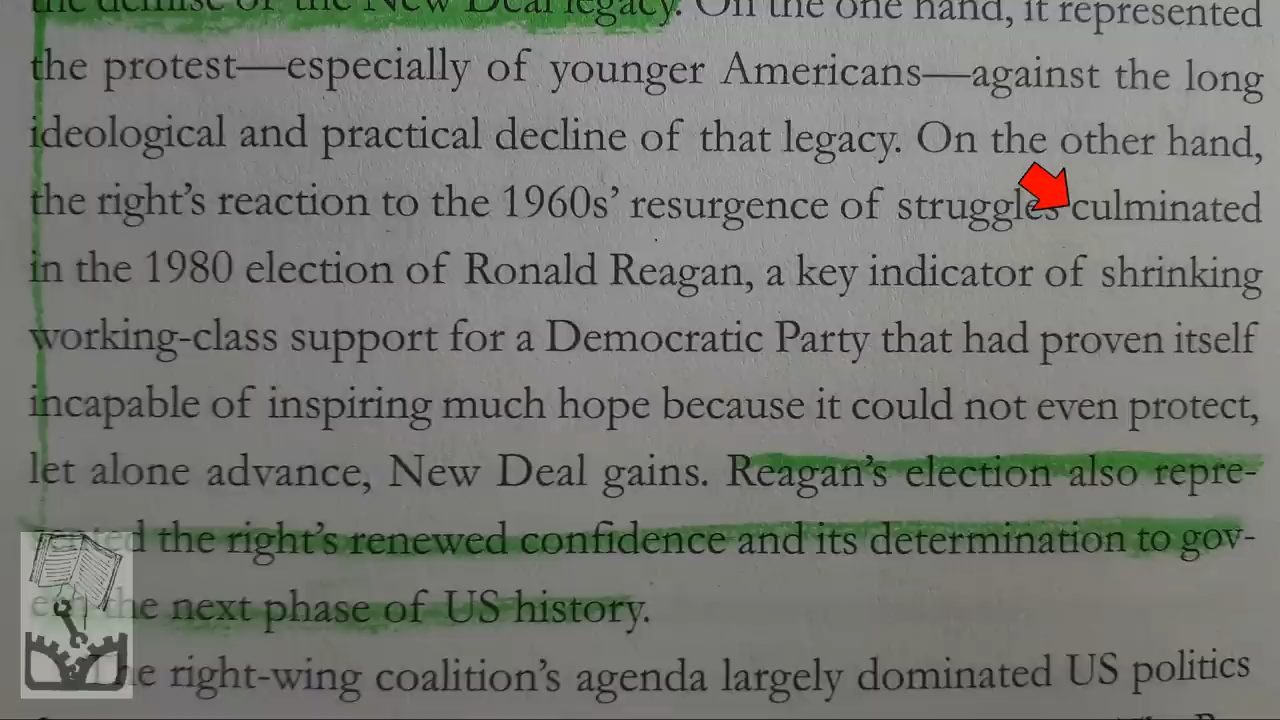 the demise of the New Deal legacy. On the one hand, it represented
the protest—especially of younger Americans—against the long
ideological and practical decline of that legacy. On the other hand,
the right's reaction to the 1960s' resurgence of struggles culminated
in the 1980 election of Ronald Reagan, a key indicator of shrinking
working-class support for a Democratic Party that had proven itself
incapable of inspiring much hope because it could not even protect,
let alone advance, New Deal gains. Reagan's election also repre-
sented the right's renewed confidence and its determination to gov-
ern the next phase of US history.
The right-wing coalition's agenda largely dominated US politics